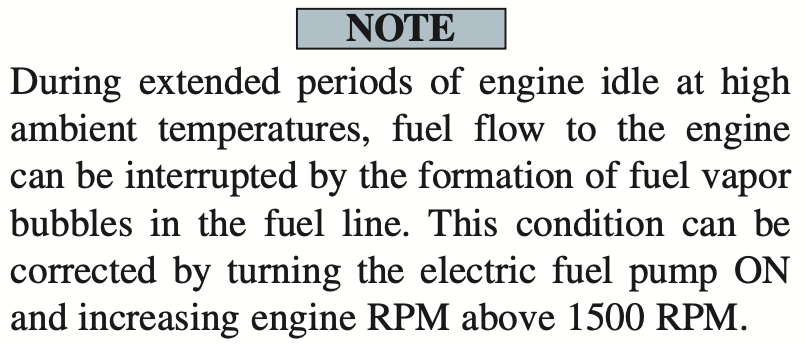 NOTE
During extended periods of engine idle at high
ambient temperatures, fuel flow to the engine
can be interrupted by the formation of fuel vapor
bubbles in the fuel line. This condition can be
corrected by turning the electric fuel pump ON
and increasing engine RPM above 1500 RPM.